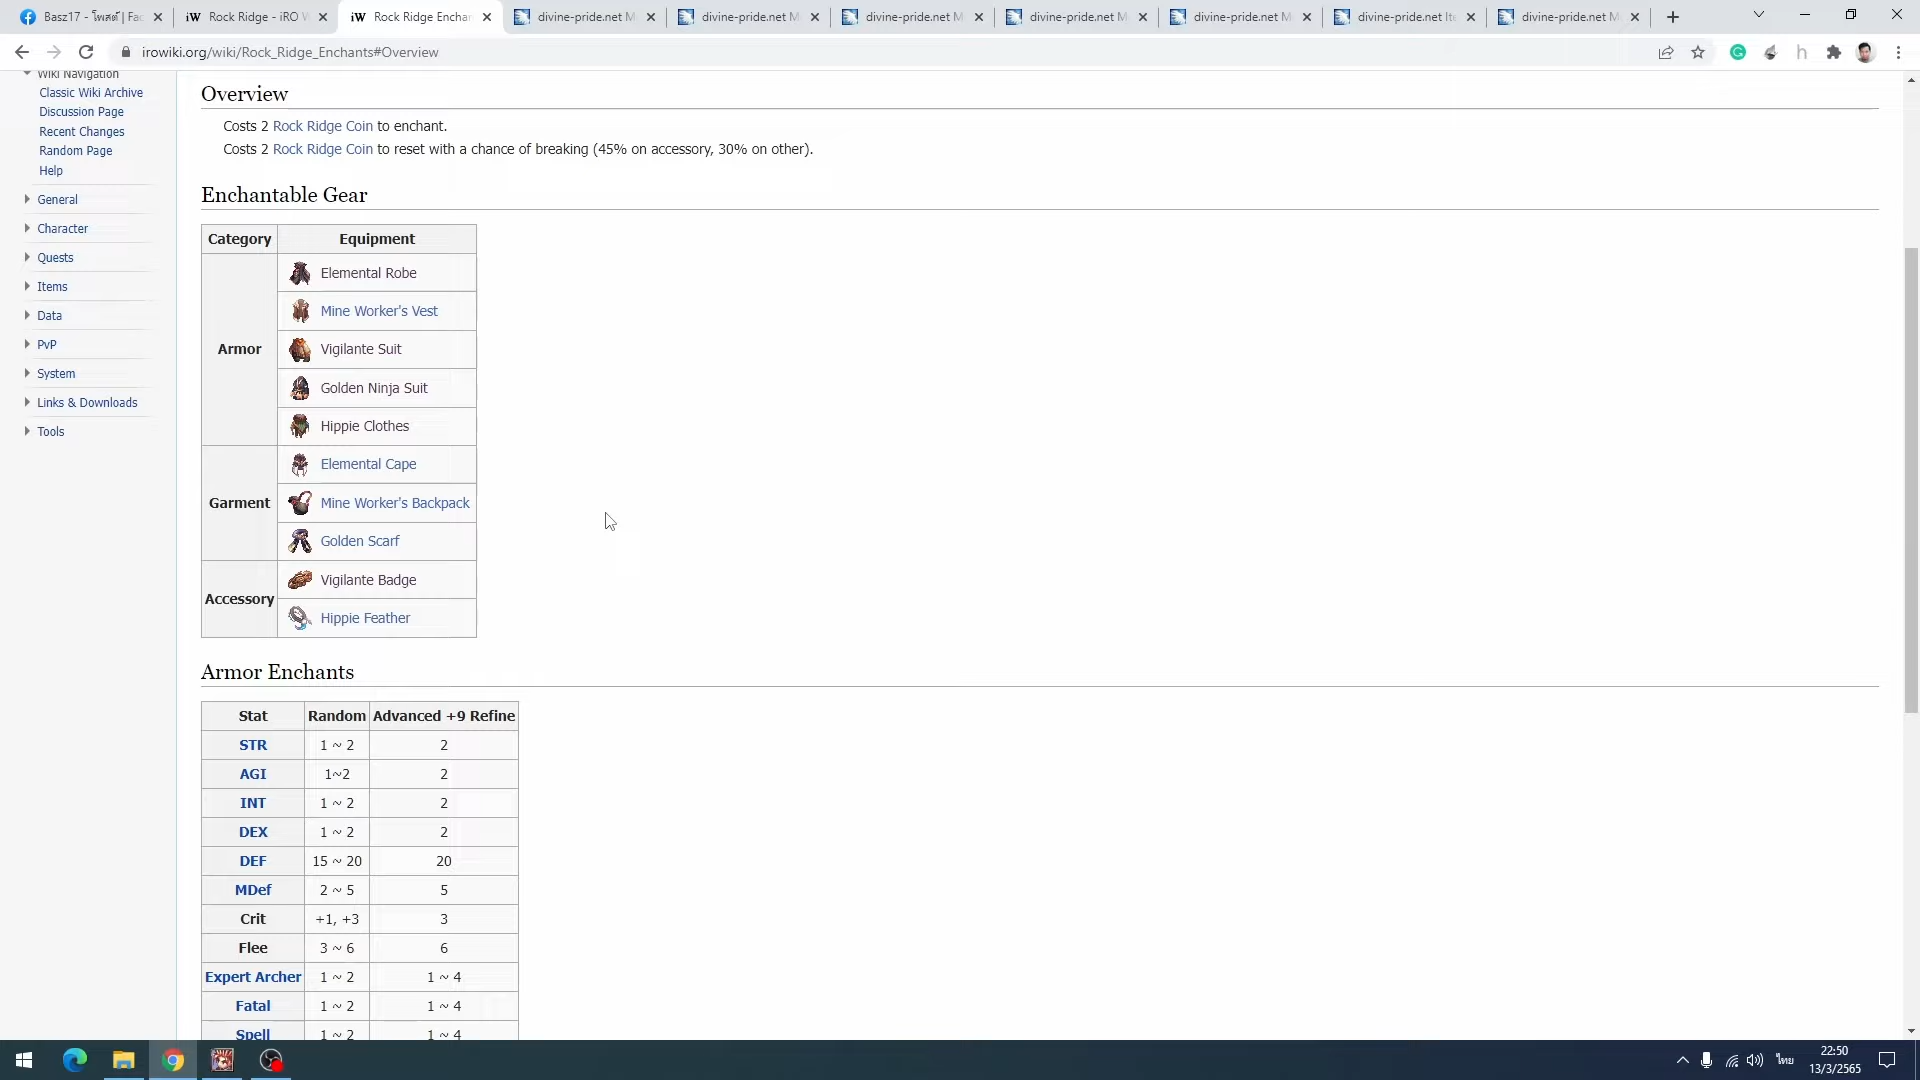 Basz17 - โพสต์ | Fac
Rock Ridge - iRO W
Rock Ridge Enchan
divine-pride.net M
divine-pride.net M
divine-pride.net M
divine-pride.net M
divine-pride.net M
divine-pride.net Ite
divine-pride.net M
irowiki.org/wiki/Rock_Ridge_Enchants#Overview
Wiki Navigation
Classic Wiki Archive
Discussion Page
Recent Changes
Random Page
Help
General
Character
Quests
Items
Data
PvP
System
Links & Downloads
Tools
Overview
Costs 2 Rock Ridge Coin to enchant.
Costs 2 Rock Ridge Coin to reset with a chance of breaking (45% on accessory, 30% on other).
Enchantable Gear
Category Equipment
Armor
Elemental Robe
Mine Worker's Vest
Vigilante Suit
Golden Ninja Suit
Hippie Clothes
Garment
Elemental Cape
Mine Worker's Backpack
Golden Scarf
Accessory
Vigilante Badge
Hippie Feather
Armor Enchants
Stat Random Advanced +9 Refine
STR 1 ~ 2 2
AGI 1~2 2
INT 1 ~ 2 2
DEX 1 ~ 2 2
DEF 15 ~ 20 20
MDef 2 ~ 5 5
Crit +1, +3 3
Flee 3 ~ 6 6
Expert Archer 1 ~ 2 1 ~ 4
Fatal 1 ~ 2 1 ~ 4
Spell 1 ~ 2 1 ~ 4
ไทย
22:50
13/3/2565